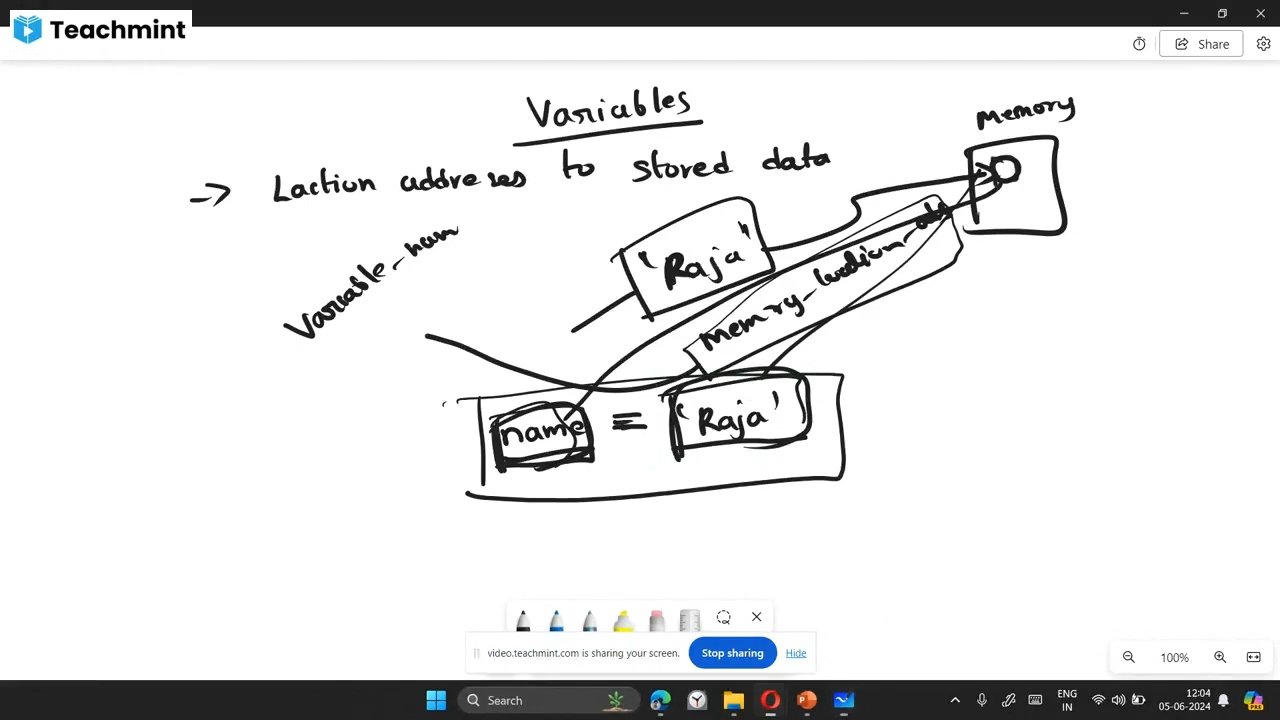 Teachmint
Share
Variables
Memory
→ Laction addreses to stored data
Variable_nam
'Raja'
name = 'Raja'
video.teachmint.com is sharing your screen.
Stop sharing
Hide
100%
Search
ENG
IN
12:04
05-06-2024